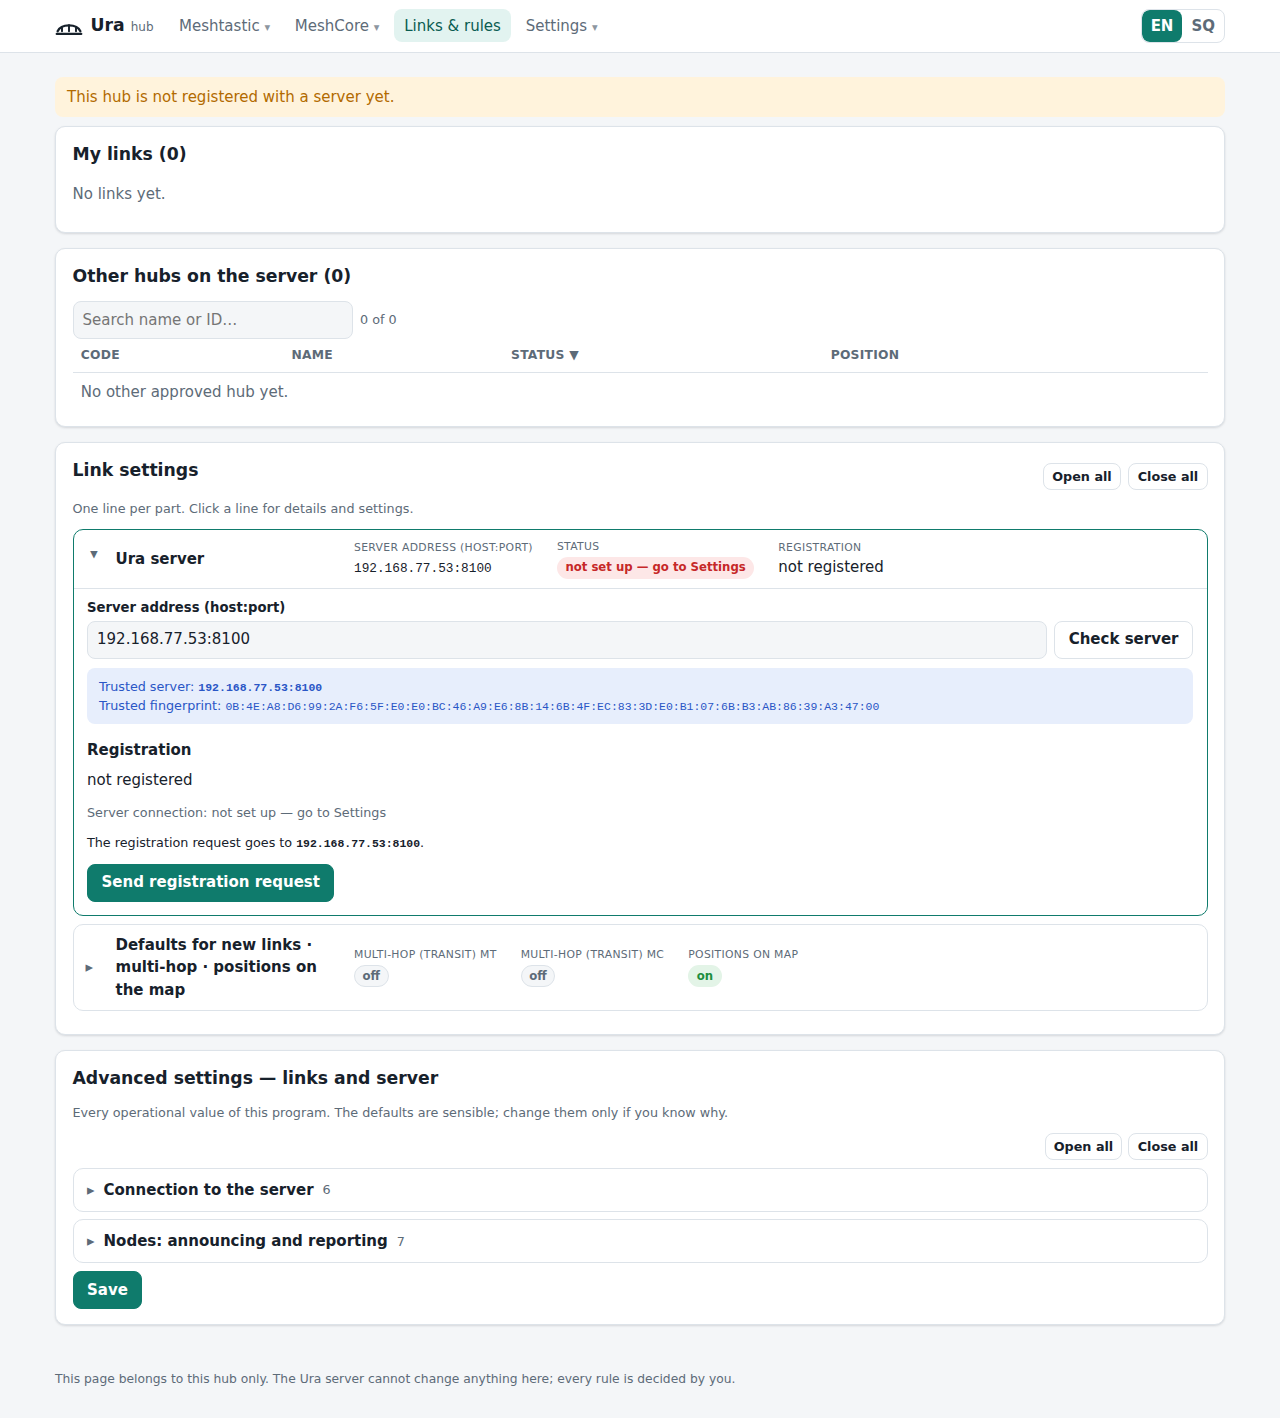 Ura hub Meshtastic ▾ MeshCore ▾ Links & rules Settings ▾ EN SQ
This hub is not registered with a server yet.
My links (0)
No links yet.
Other hubs on the server (0)
Search name or ID… 0 of 0
CODE NAME STATUS ▼ POSITION
No other approved hub yet.
Link settings Open all Close all
One line per part. Click a line for details and settings.
▼ Ura server
SERVER ADDRESS (HOST:PORT) STATUS REGISTRATION
192.168.77.53:8100 not set up — go to Settings not registered
Server address (host:port)
192.168.77.53:8100 Check server
Trusted server: 192.168.77.53:8100
Trusted fingerprint: 0B:4E:A8:D6:99:2A:F6:5F:E0:E0:BC:46:A9:E6:8B:14:6B:4F:EC:83:3D:E0:B1:07:6B:B3:AB:86:39:A3:47:00
Registration
not registered
Server connection: not set up — go to Settings
The registration request goes to 192.168.77.53:8100.
Send registration request
▸ Defaults for new links ·
multi-hop · positions on
the map
MULTI-HOP (TRANSIT) MT MULTI-HOP (TRANSIT) MC POSITIONS ON MAP
off off on
Advanced settings — links and server
Every operational value of this program. The defaults are sensible; change them only if you know why.
Open all Close all
▸ Connection to the server 6
▸ Nodes: announcing and reporting 7
Save
This page belongs to this hub only. The Ura server cannot change anything here; every rule is decided by you.